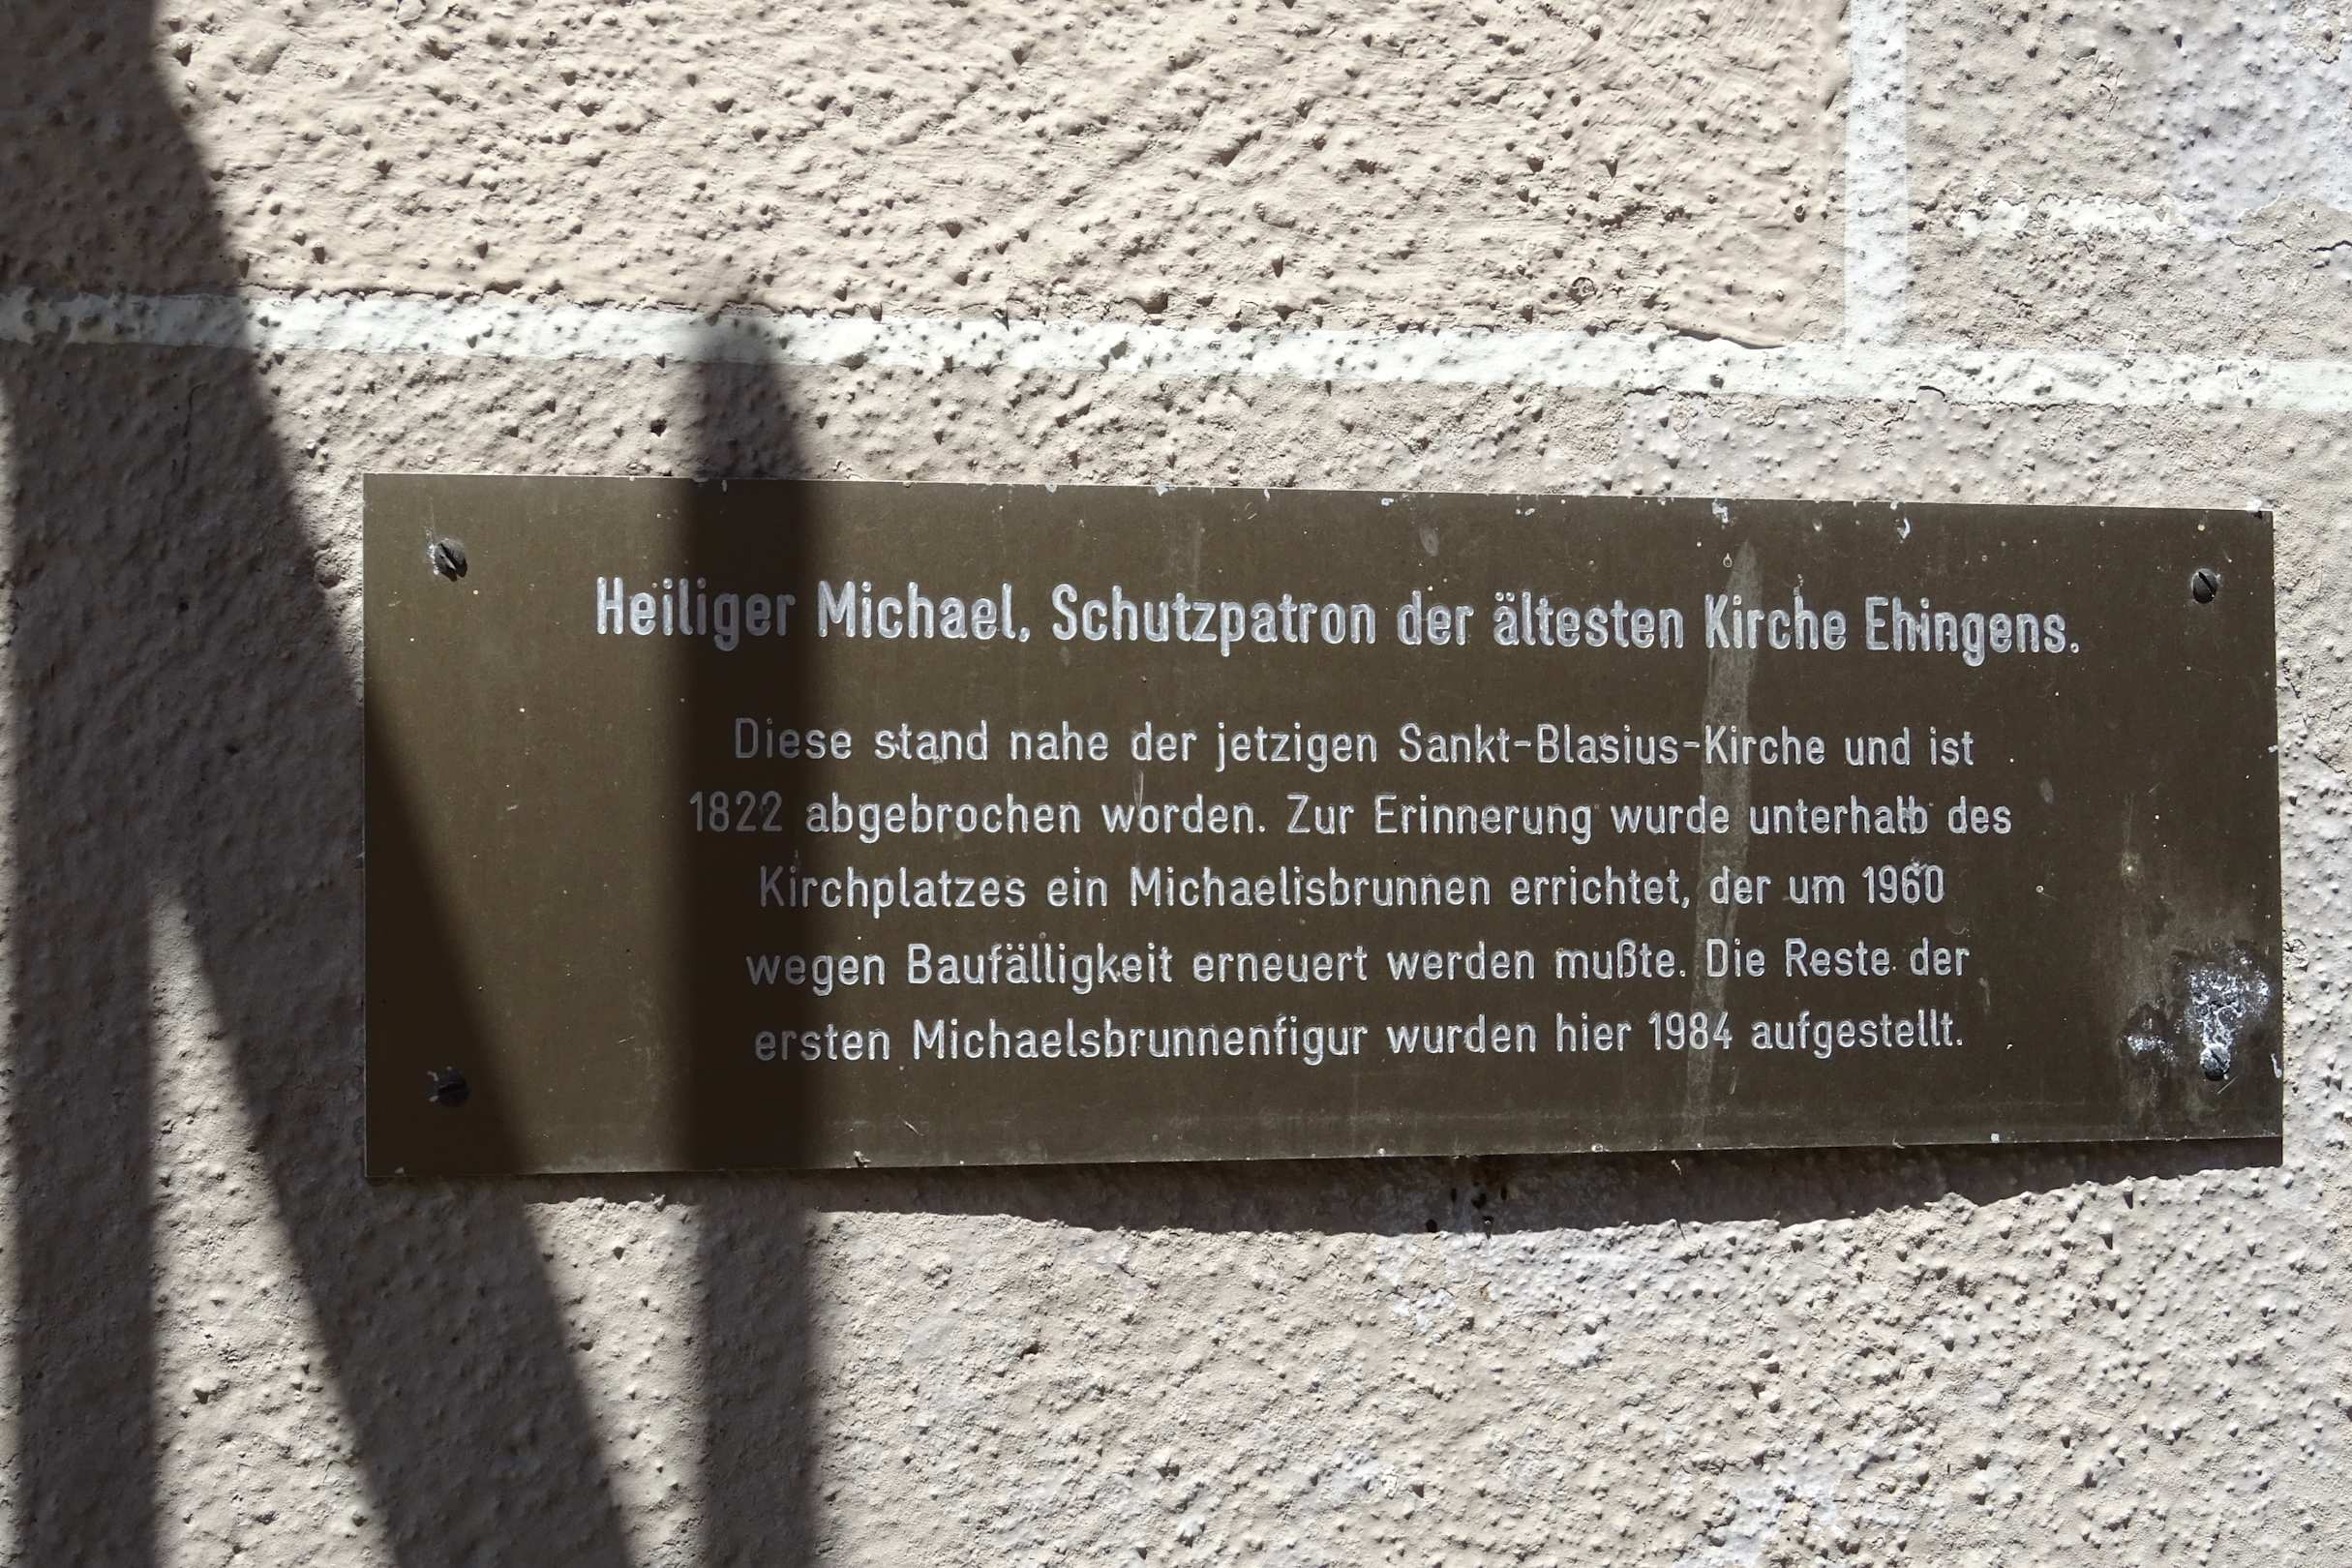 Heiliger Michael, Schutzpatron der ältesten Kirche Ehingens.
Diese stand nahe der jetzigen Sankt-Blasius-Kirche und ist
1822 abgebrochen worden. Zur Erinnerung wurde unterhalb des
Kirchplatzes ein Michaelisbrunnen errichtet, der um 1960
wegen Baufälligkeit erneuert werden mußte. Die Reste der
ersten Michaelsbrunnenfigur wurden hier 1984 aufgestellt.